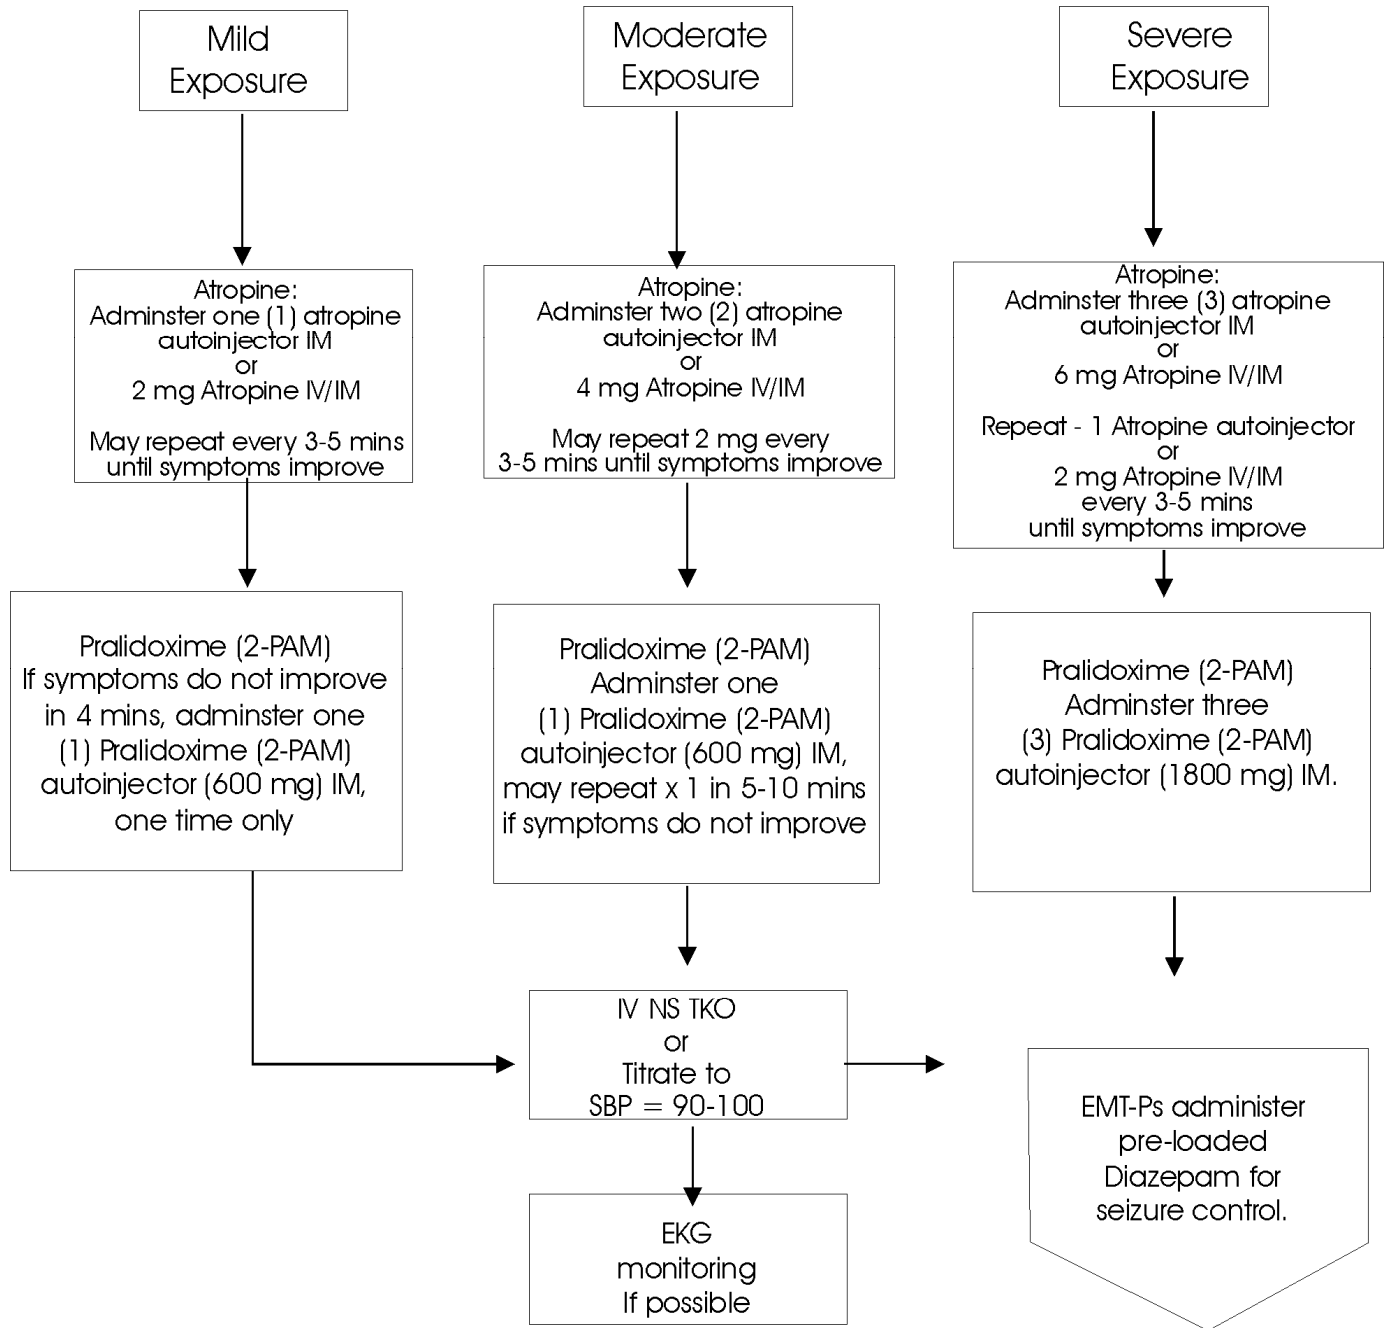 Mild
Exposure
Moderate
Exposure
Severe
Exposure
Atropine:
Adminster one (1) atropine
autoinjector IM
or
2 mg Atropine IV/IM
May repeat every 3-5 mins
until symptoms improve
Atropine:
Adminster two (2) atropine
autoinjector IM
or
4 mg Atropine IV/IM
May repeat 2 mg every
3-5 mins until symptoms improve
Atropine:
Adminster three (3) atropine
autoinjector IM
or
6 mg Atropine IV/IM
Repeat - 1 Atropine autoinjector
or
2 mg Atropine IV/IM
every 3-5 mins
until symptoms improve
Pralidoxime (2-PAM)
If symptoms do not improve
in 4 mins, adminster one
(1) Pralidoxime (2-PAM)
autoinjector (600 mg) IM,
one time only
Pralidoxime (2-PAM)
Adminster one
(1) Pralidoxime (2-PAM)
autoinjector (600 mg) IM,
may repeat x 1 in 5-10 mins
if symptoms do not improve
Pralidoxime (2-PAM)
Adminster three
(3) Pralidoxime (2-PAM)
autoinjector (1800 mg) IM.
IV NS TKO
or
Titrate to
SBP = 90-100
EMT-Ps administer
pre-loaded
Diazepam for
seizure control.
EKG
monitoring
If possible